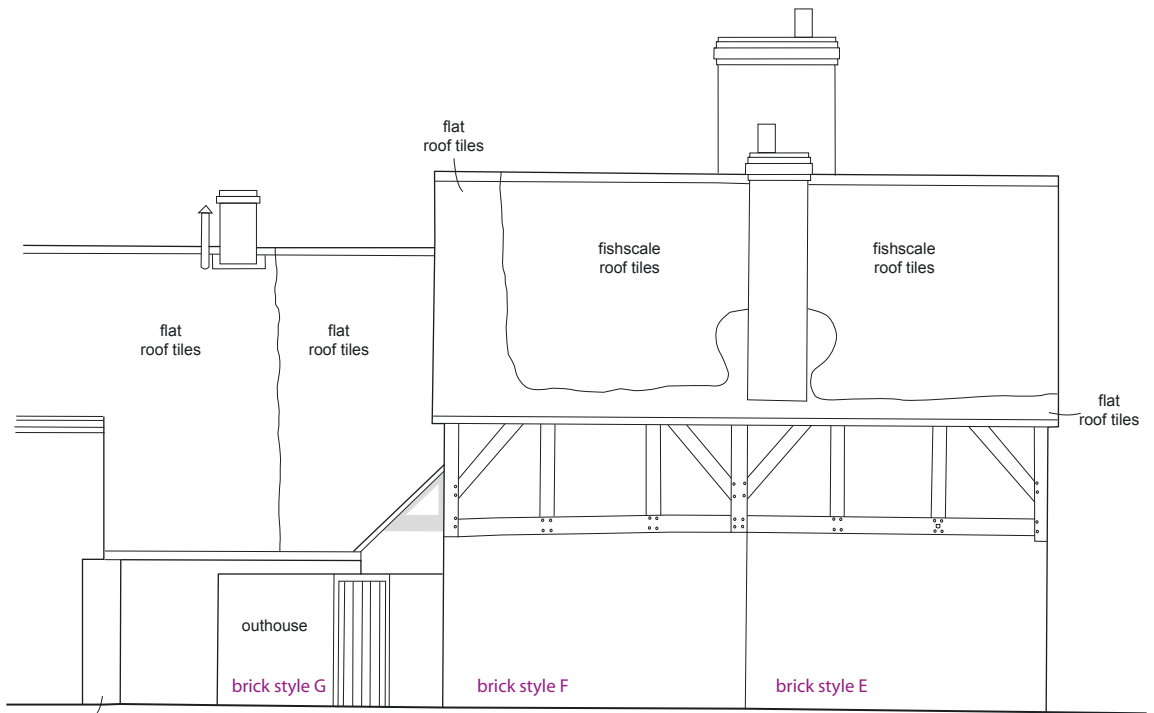 flat
roof tiles
fishscale
roof tiles
fishscale
roof tiles
flat
roof tiles
flat
roof tiles
flat
roof tiles
outhouse
brick style G
brick style F
brick style E